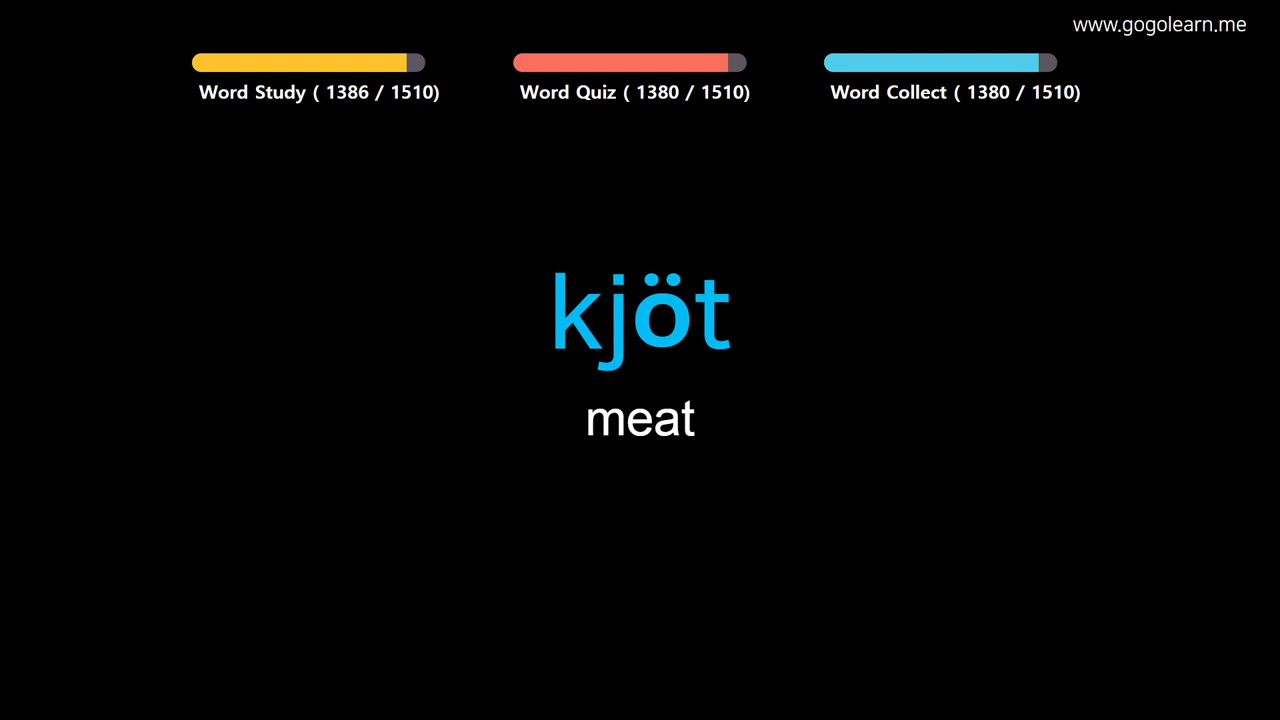 www.gogolearn.me
Word Study ( 1386 / 1510)
Word Quiz ( 1380 / 1510)
Word Collect ( 1380 / 1510)
kjöt
meat